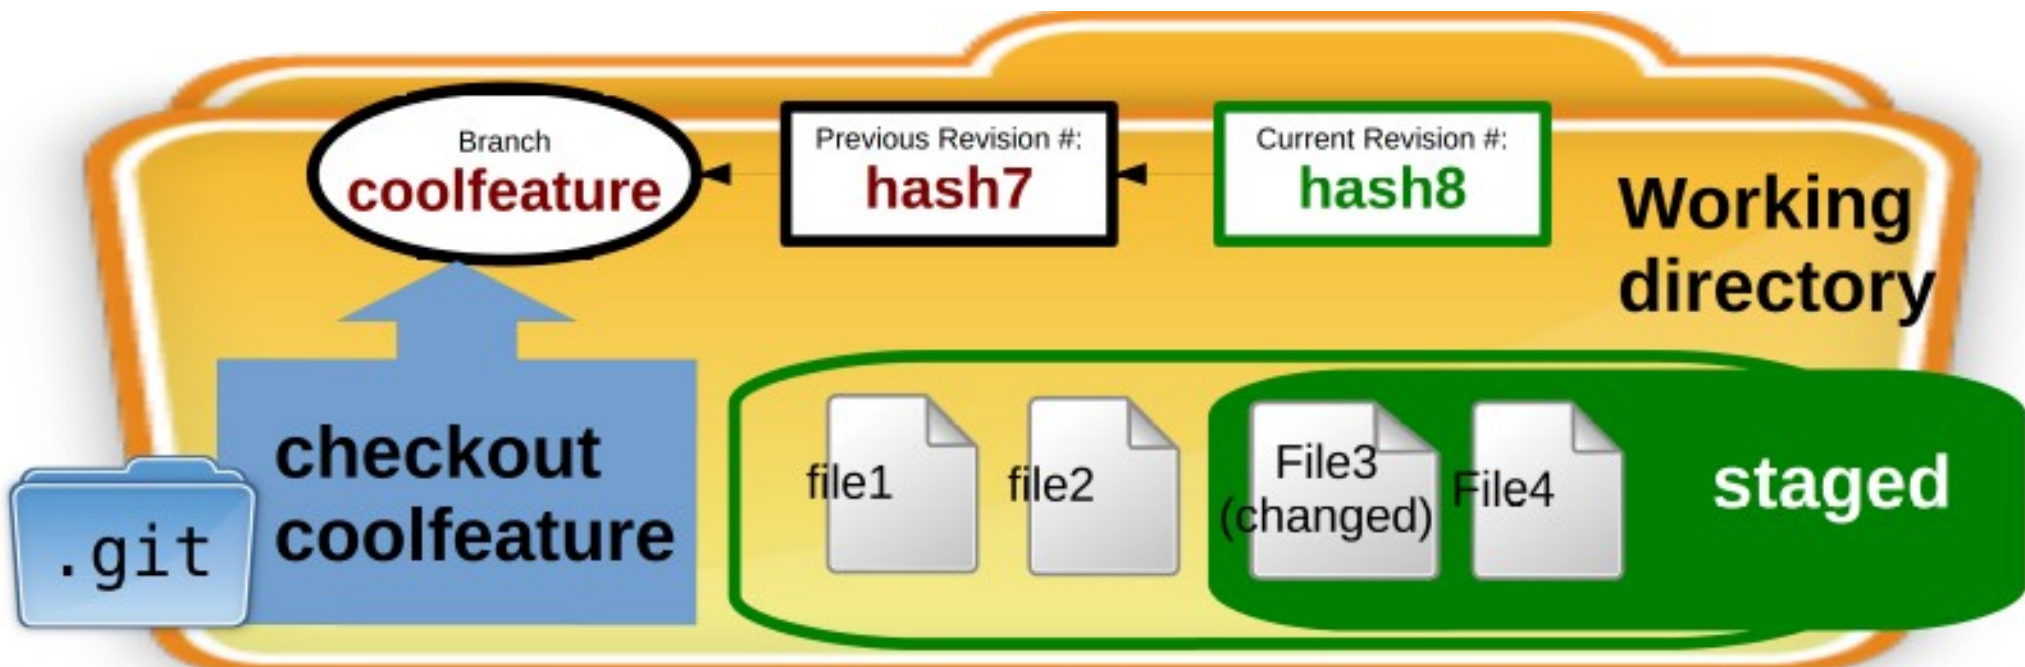 Branch
coolfeature
Previous Revision #:
hash7
Current Revision #:
hash8
Working
directory
checkout
coolfeature
.git
file1
file2
File3
(changed)
File4
staged